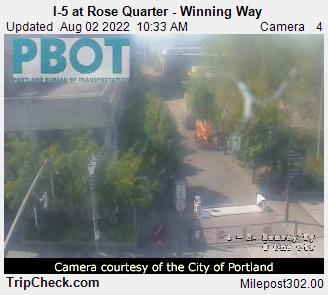 I-5 at Rose Quarter - Winning Way
Updated Aug 02 2022 10:33 AM Camera 4
PBOT
PORTLAND BUREAU OF TRANSPORTATION
Camera courtesy of the City of Portland
TripCheck.com Milepost302.00